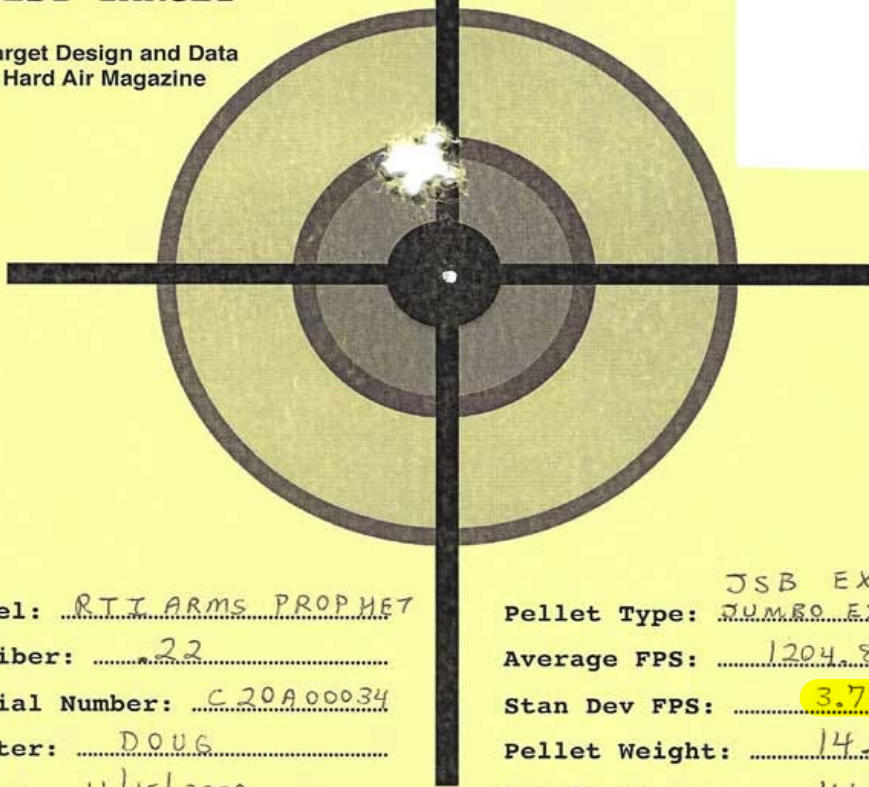 arget Design and Data
Hard Air Magazine
el: RTI ARMS PROPHET
iber: .22
ial Number: C20A00034
ter: DOUG
JSB EX
Pellet Type: JUMBO EX
Average FPS: 1204.8
Stan Dev FPS: 3.7
Pellet Weight: 14.